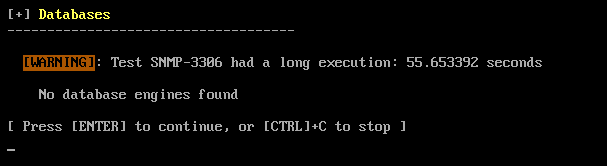 [+] Databases
------------------------------------
[WARNING]: Test SNMP-3306 had a long execution: 55.653392 seconds
No database engines found
[ Press [ENTER] to continue, or [CTRL]+C to stop ]
_